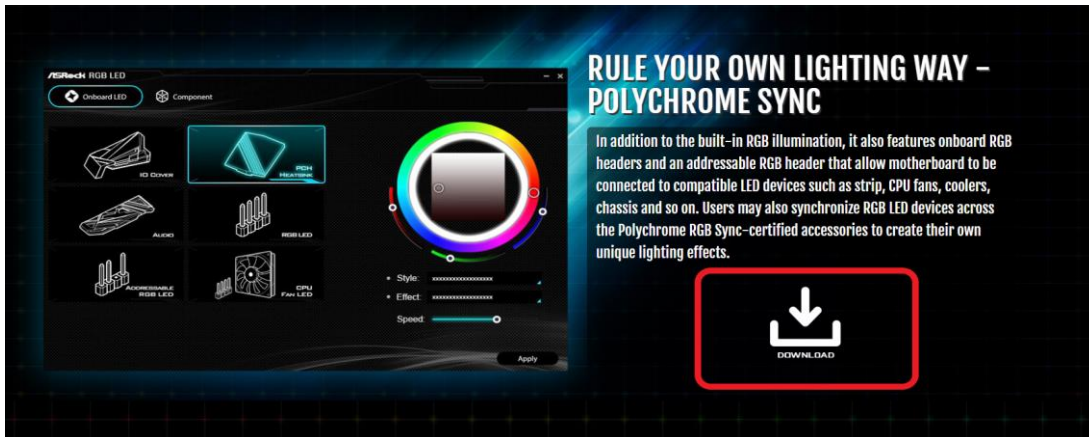 ASRock RGB LED
Onboard LED
Component
IO COVER
PCH
HEATSINK
AUDIO
RGB LED
ADDRESSABLE
RGB LED
CPU
FAN LED
Style: xxxxxxxxxxxxxxxxxx
Effect: xxxxxxxxxxxxxxxxxx
Speed:
Apply
RULE YOUR OWN LIGHTING WAY –
POLYCHROME SYNC
In addition to the built-in RGB illumination, it also features onboard RGB
headers and an addressable RGB header that allow motherboard to be
connected to compatible LED devices such as strip, CPU fans, coolers,
chassis and so on. Users may also synchronize RGB LED devices across
the Polychrome RGB Sync-certified accessories to create their own
unique lighting effects.
DOWNLOAD